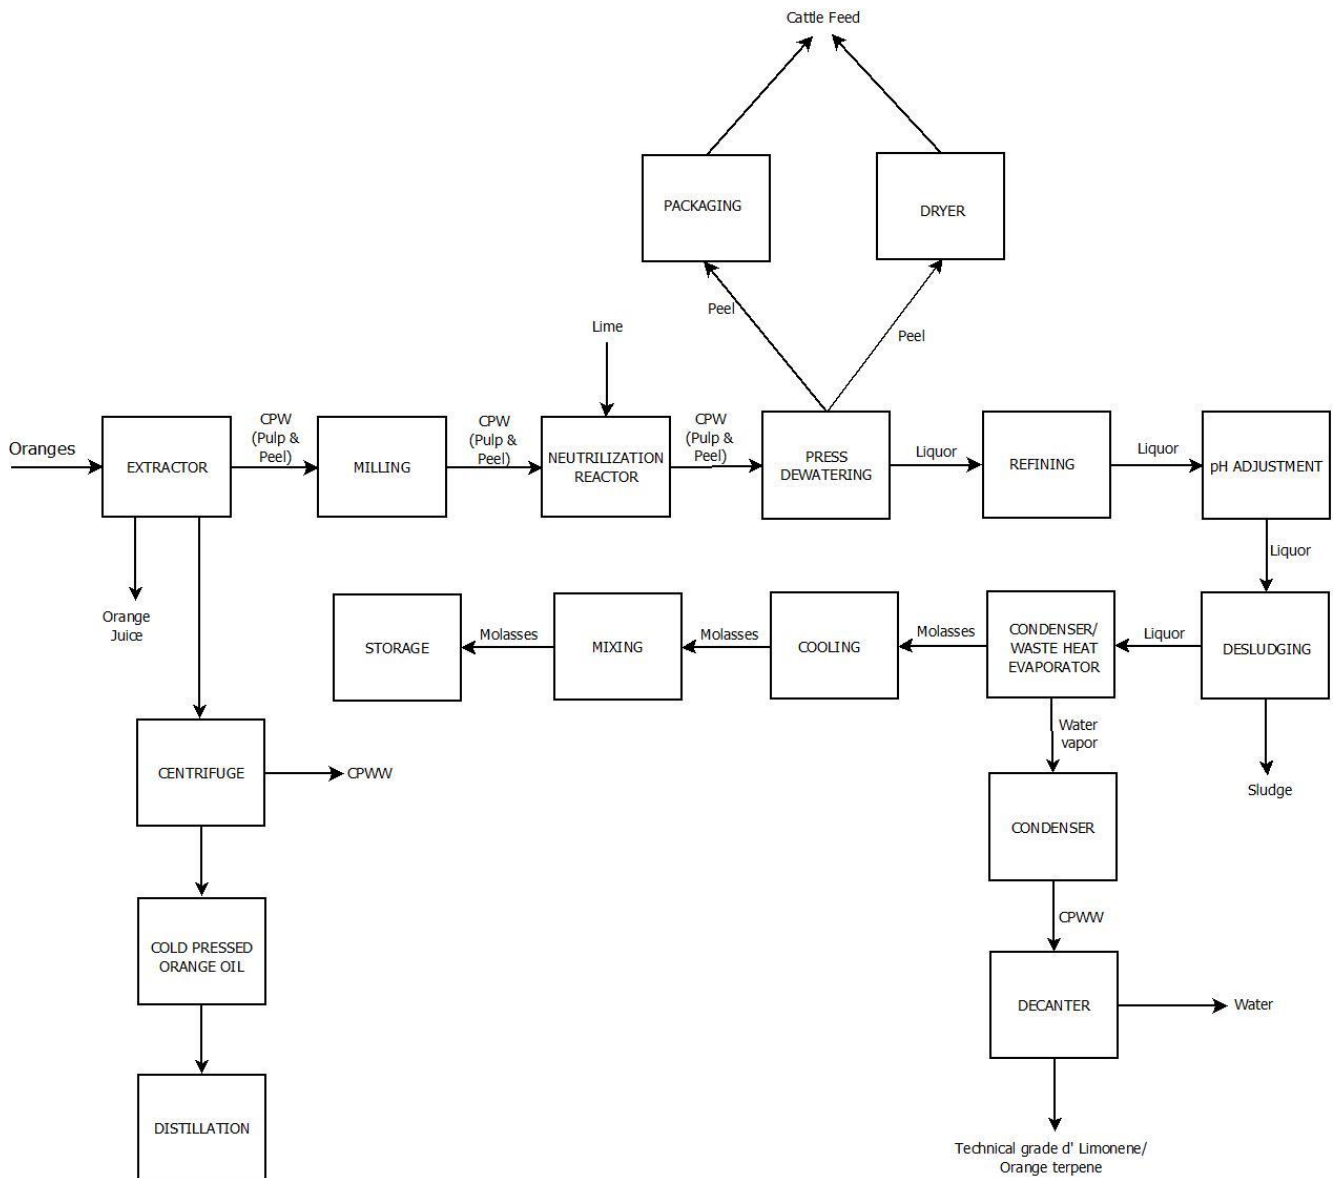 Cattle Feed
PACKAGING
DRYER
Peel
Peel
Lime
Oranges
EXTRACTOR
CPW
(Pulp &
Peel)
MILLING
CPW
(Pulp &
Peel)
NEUTRILIZATION
REACTOR
CPW
(Pulp &
Peel)
PRESS
DEWATERING
Liquor
REFINING
Liquor
pH ADJUSTMENT
Liquor
Orange
Juice
STORAGE
Molasses
MIXING
Molasses
COOLING
Molasses
CONDENSER/
WASTE HEAT
EVAPORATOR
Liquor
DESLUDGING
Water
vapor
Sludge
CENTRIFUGE
CPWW
CONDENSER
CPWW
COLD PRESSED
ORANGE OIL
DECANTER
Water
DISTILLATION
Technical grade d' Limonene/
Orange terpene